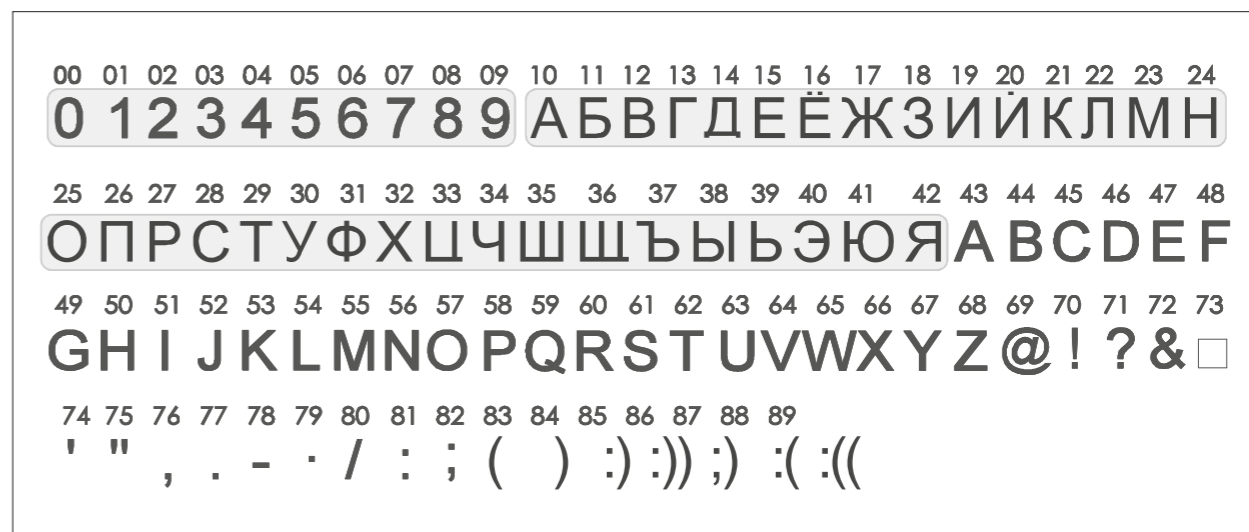 00 01 02 03 04 05 06 07 08 09 10 11 12 13 14 15 16 17 18 19 20 21 22 23 24
0 1 2 3 4 5 6 7 8 9 А Б В Г Д Е Ё Ж З И Й К Л М Н
25 26 27 28 29 30 31 32 33 34 35 36 37 38 39 40 41 42 43 44 45 46 47 48
О П Р С Т У Ф Х Ц Ч Ш Щ Ъ Ы Ь Э Ю Я A B C D E F
49 50 51 52 53 54 55 56 57 58 59 60 61 62 63 64 65 66 67 68 69 70 71 72 73
G H I J K L M N O P Q R S T U V W X Y Z @ ! ? & □
74 75 76 77 78 79 80 81 82 83 84 85 86 87 88 89
' " , . - · / : ; ( ) :) :)) ;) :( :((